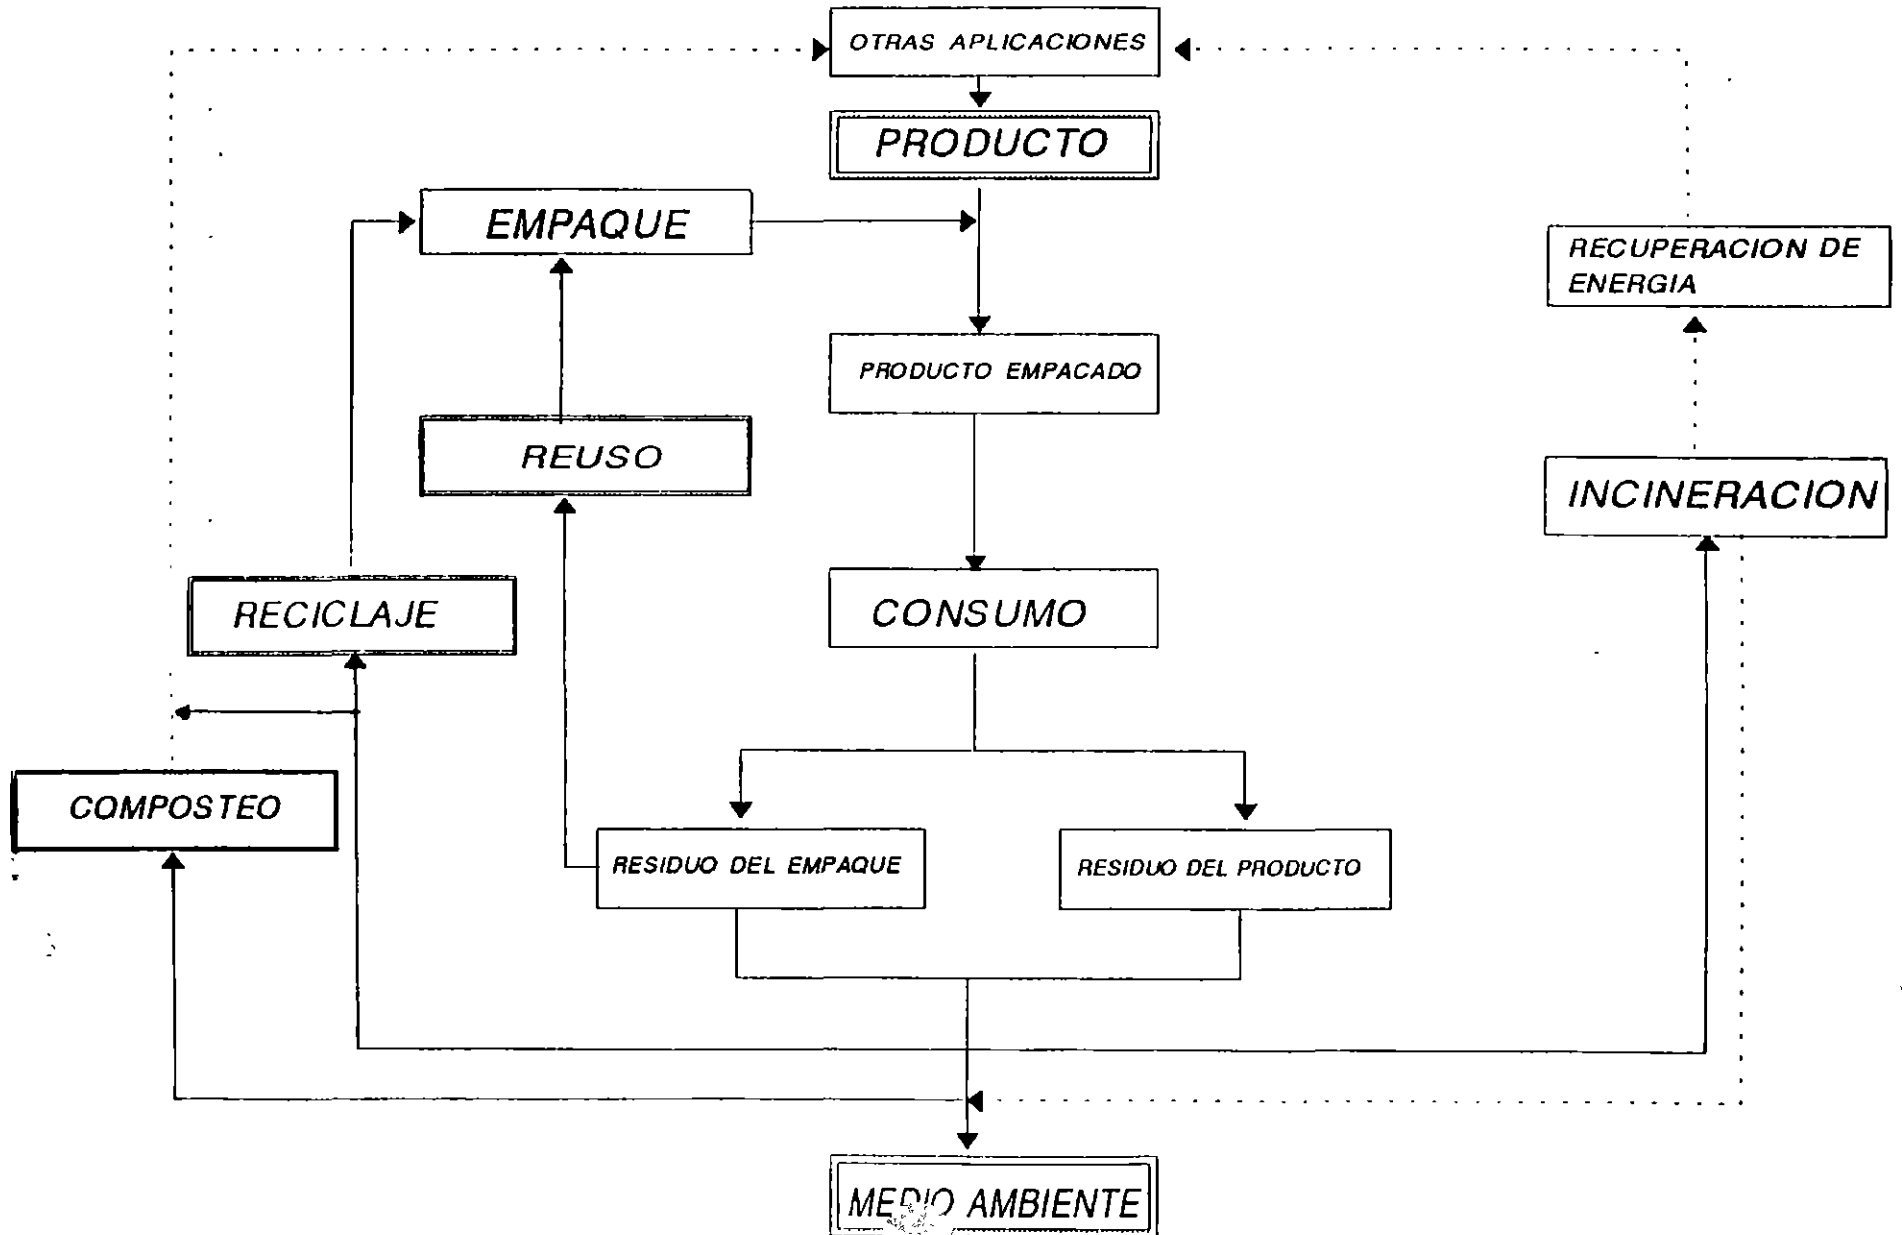 OTRAS APLICACIONES
PRODUCTO
EMPAQUE
RECUPERACION DE
ENERGIA
PRODUCTO EMPACADO
REUSO
INCINERACION
RECICLAJE
CONSUMO
COMPOSTEO
RESIDUO DEL EMPAQUE
RESIDUO DEL PRODUCTO
MEDIO AMBIENTE